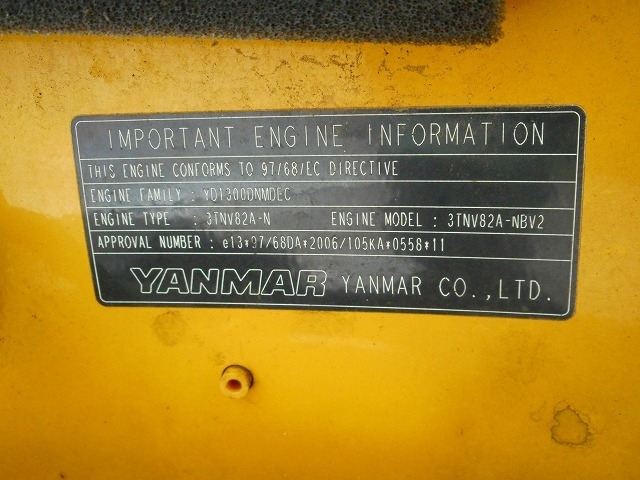 IMPORTANT ENGINE INFORMATION
THIS ENGINE CONFORMS TO 97/68/EC DIRECTIVE
ENGINE FAMILY : YDT300DNMDEC
ENGINE TYPE : 3TNV82A-N ENGINE MODEL : 3TNV82A-NBV2
APPROVAL NUMBER : e13*97/68DA*2006/105KA*0558*11
YANMAR YANMAR CO.,LTD.